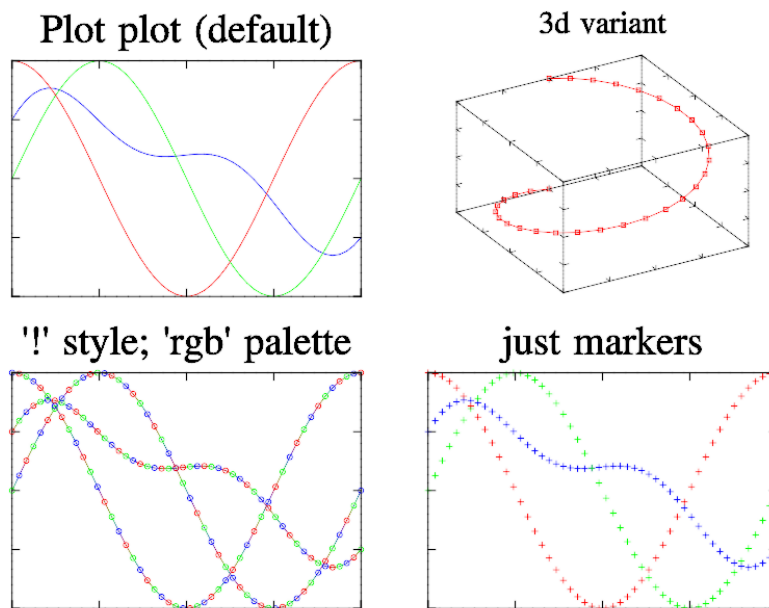 Plot plot (default)
3d variant
'!' style; 'rgb' palette
just markers